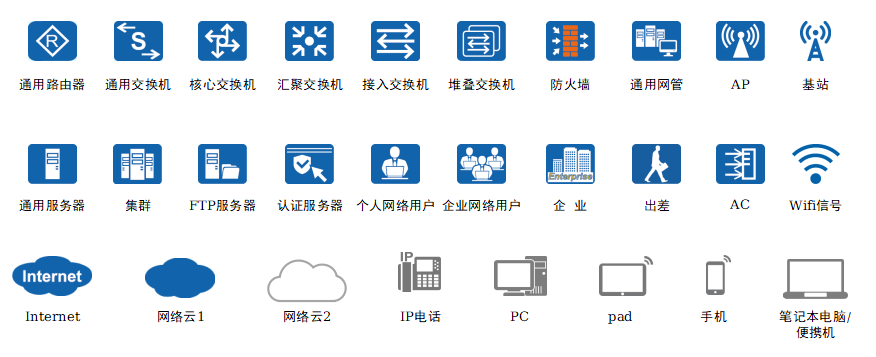 R
S
通用路由器 通用交换机 核心交换机 汇聚交换机 接入交换机 堆叠交换机 防火墙 通用网管 AP 基站
Enterprise
通用服务器 集群 FTP服务器 认证服务器 个人网络用户 企业网络用户 企 业 出差 AC Wifi信号
IP
Internet
Internet 网络云1 网络云2 IP电话 PC pad 手机 笔记本电脑/
便携机